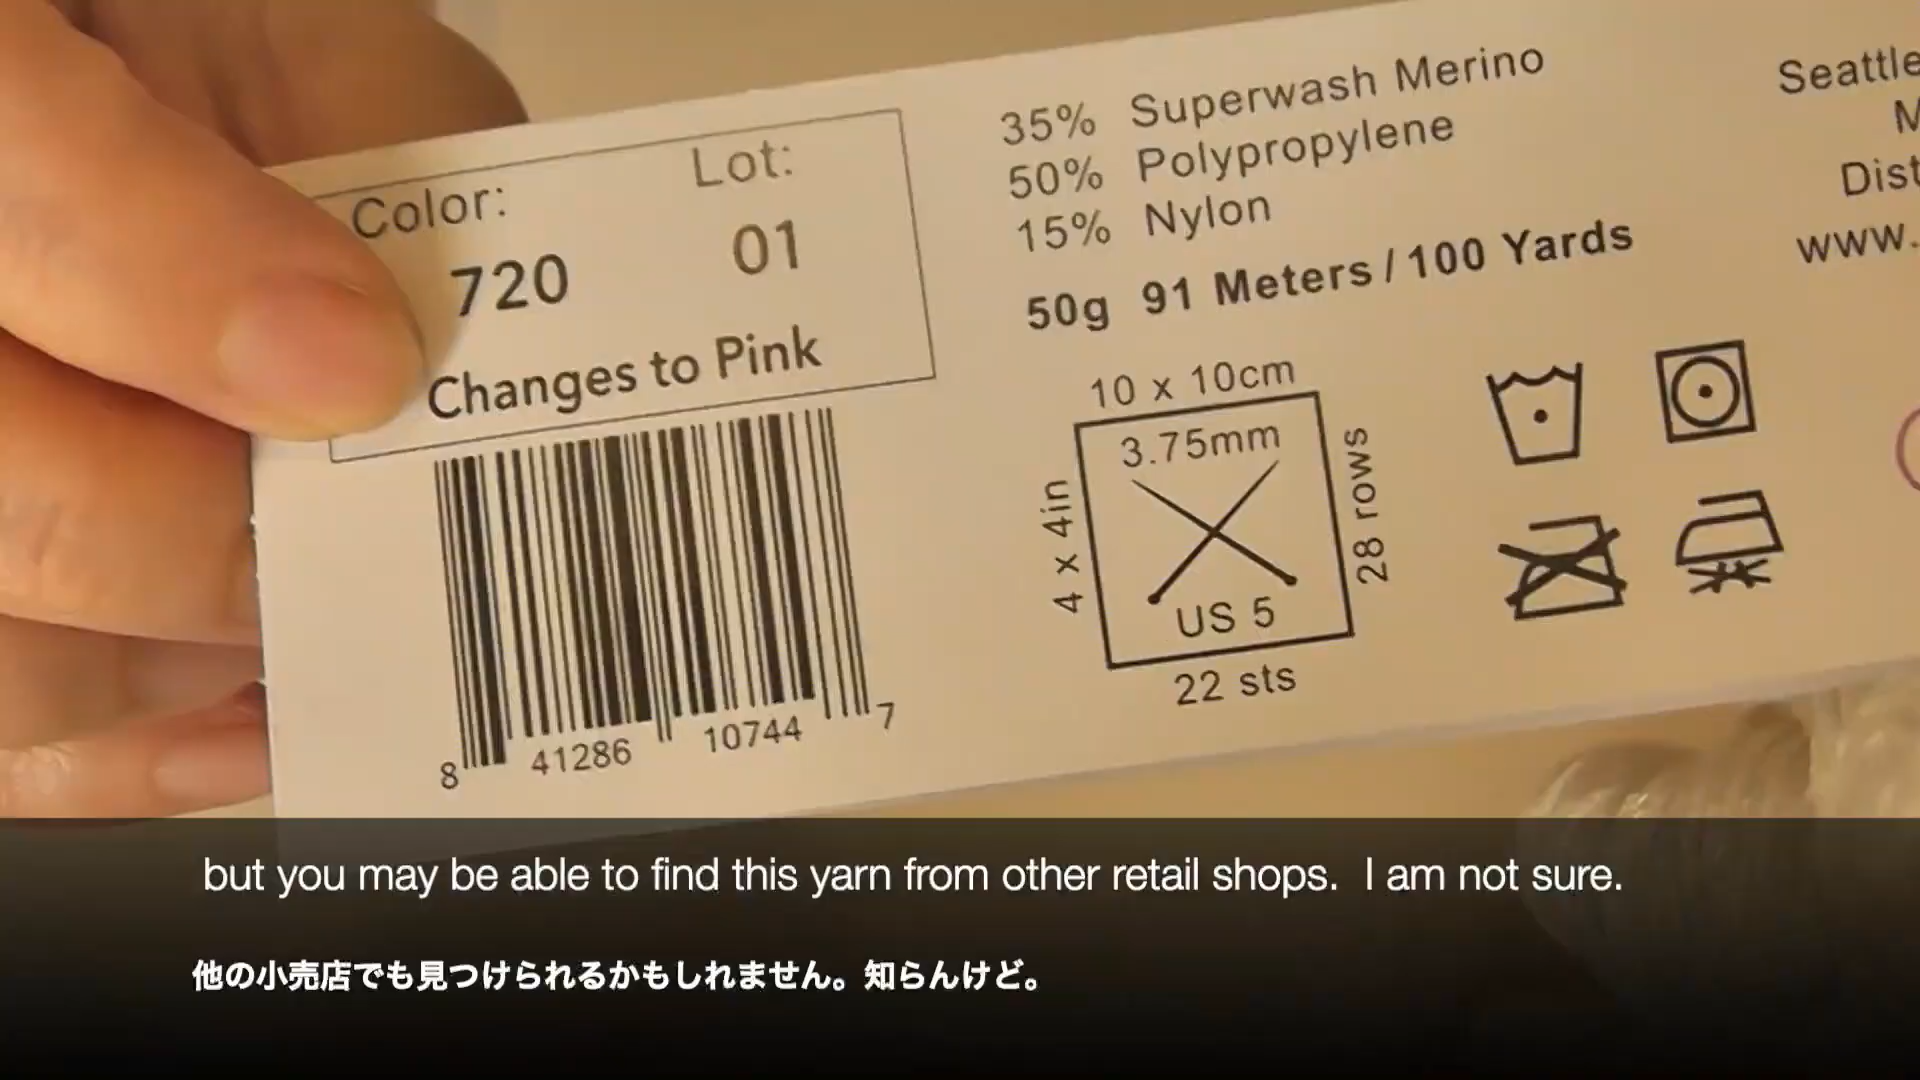 Color:
Lot:
720
01
Changes to Pink
8 41286 10744 7
35% Superwash Merino
50% Polypropylene
15% Nylon
50g 91 Meters / 100 Yards
10 x 10cm
4 x 4in
3.75mm
US 5
28 rows
22 sts
Seattle
M
Dist
www.
but you may be able to find this yarn from other retail shops. I am not sure.
他の小売店でも見つけられるかもしれません。知らんけど。